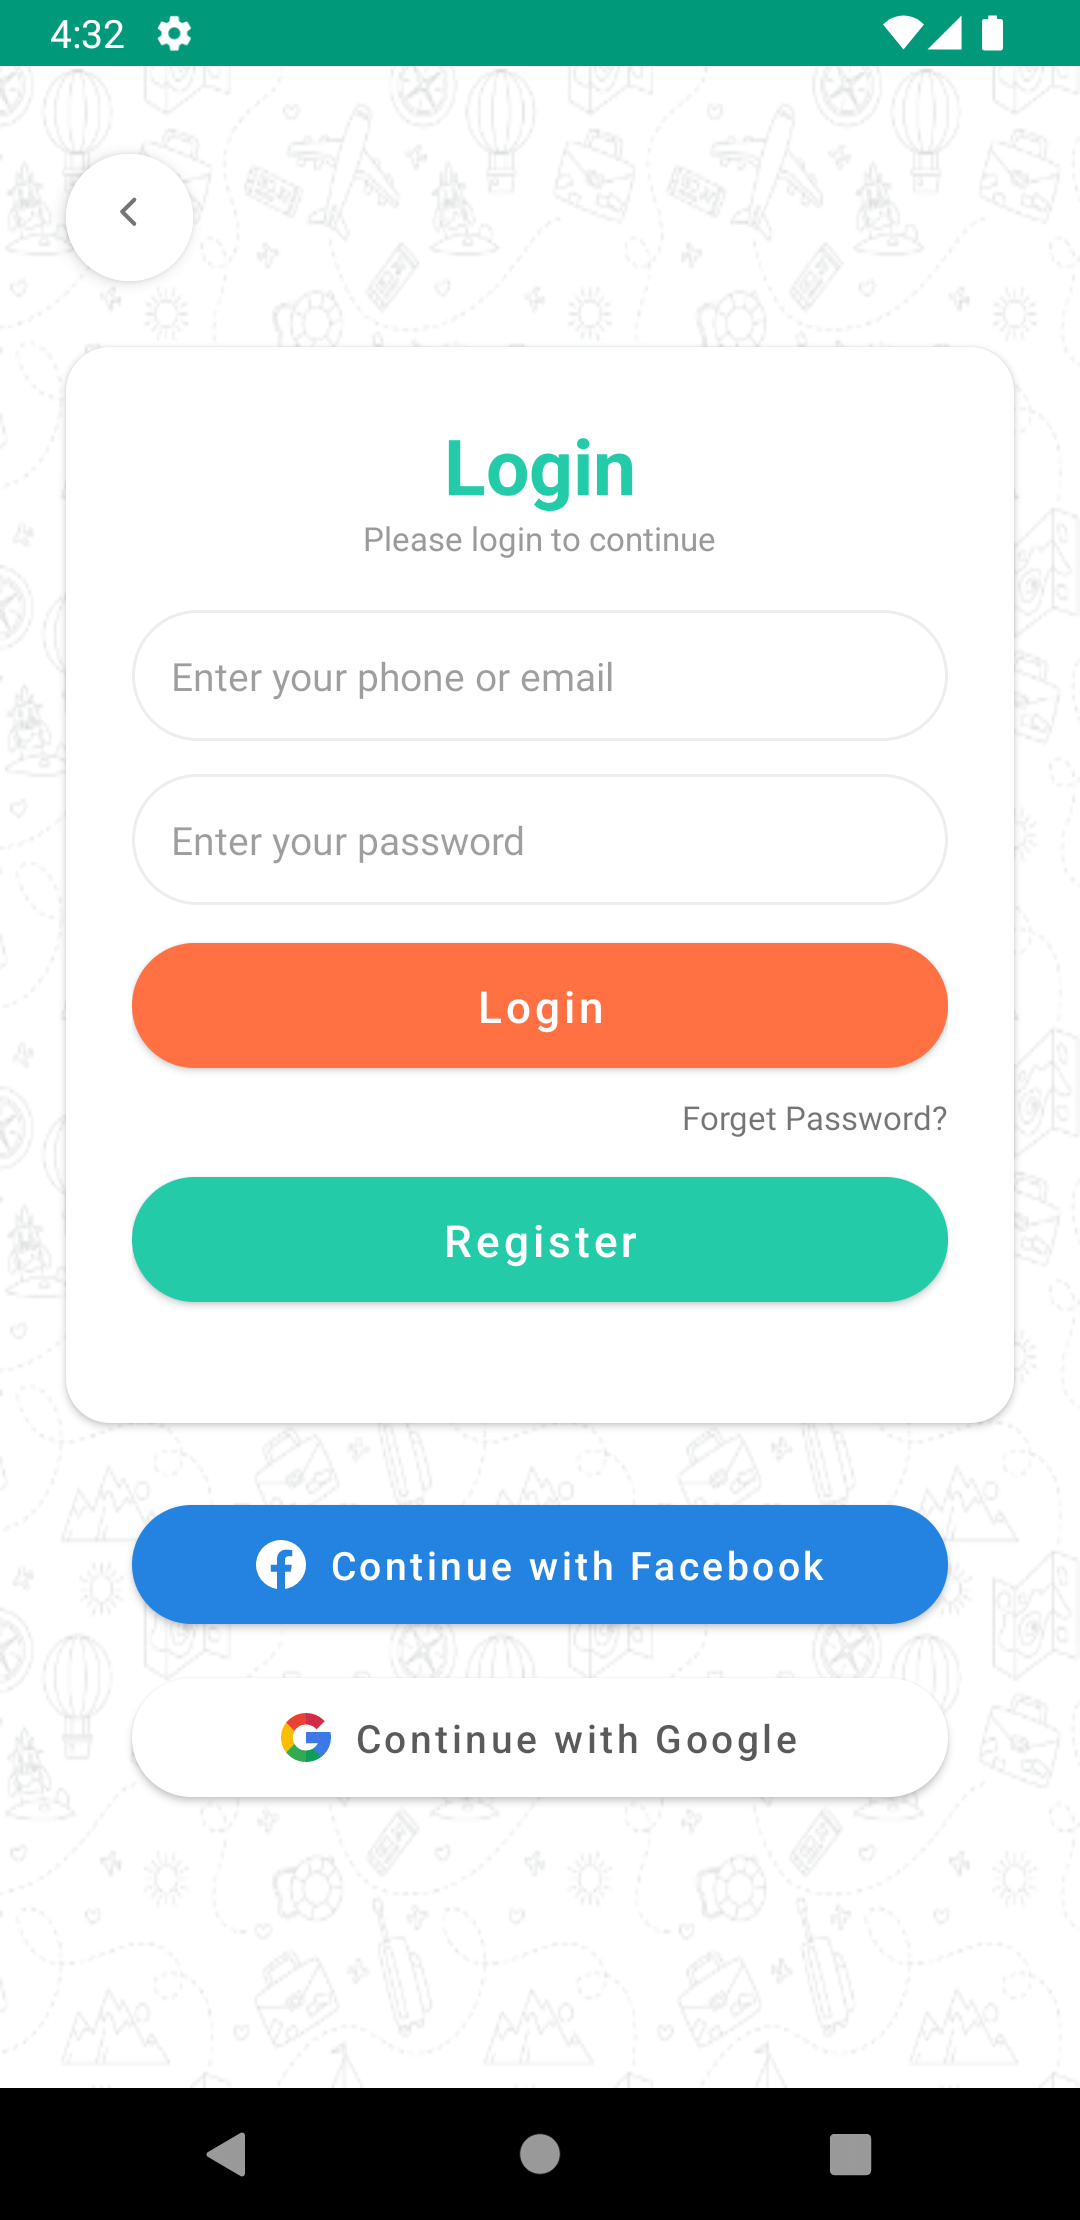 4:32
Login
Please login to continue
Enter your phone or email
Enter your password
Login
Forget Password?
Register
Continue with Facebook
Continue with Google